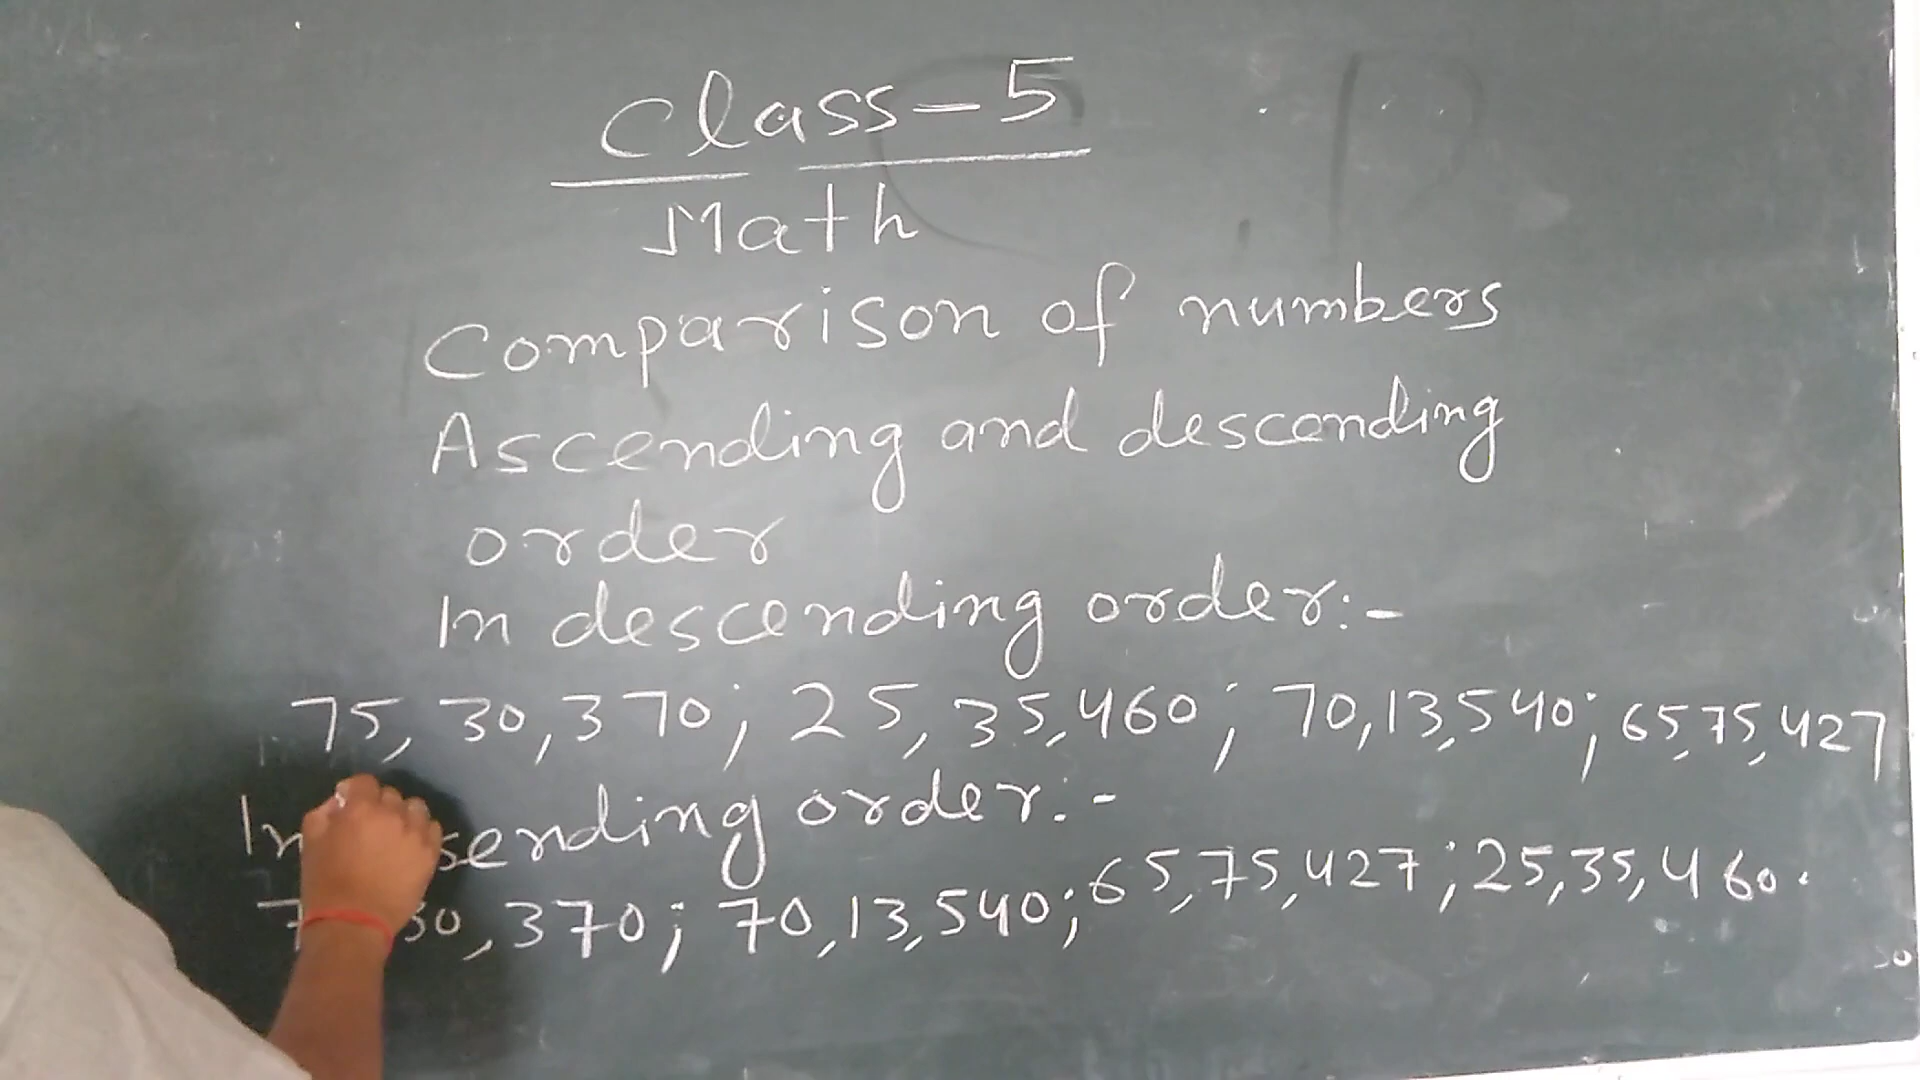 Class-5
Math
Comparison of numbers
Ascending and descending
order
In descending order:-
75, 30,370; 25, 35,460; 70,13,540; 65,75,427
In order:-
30,370; 70,13,540; 65,75,427; 25,35,460.